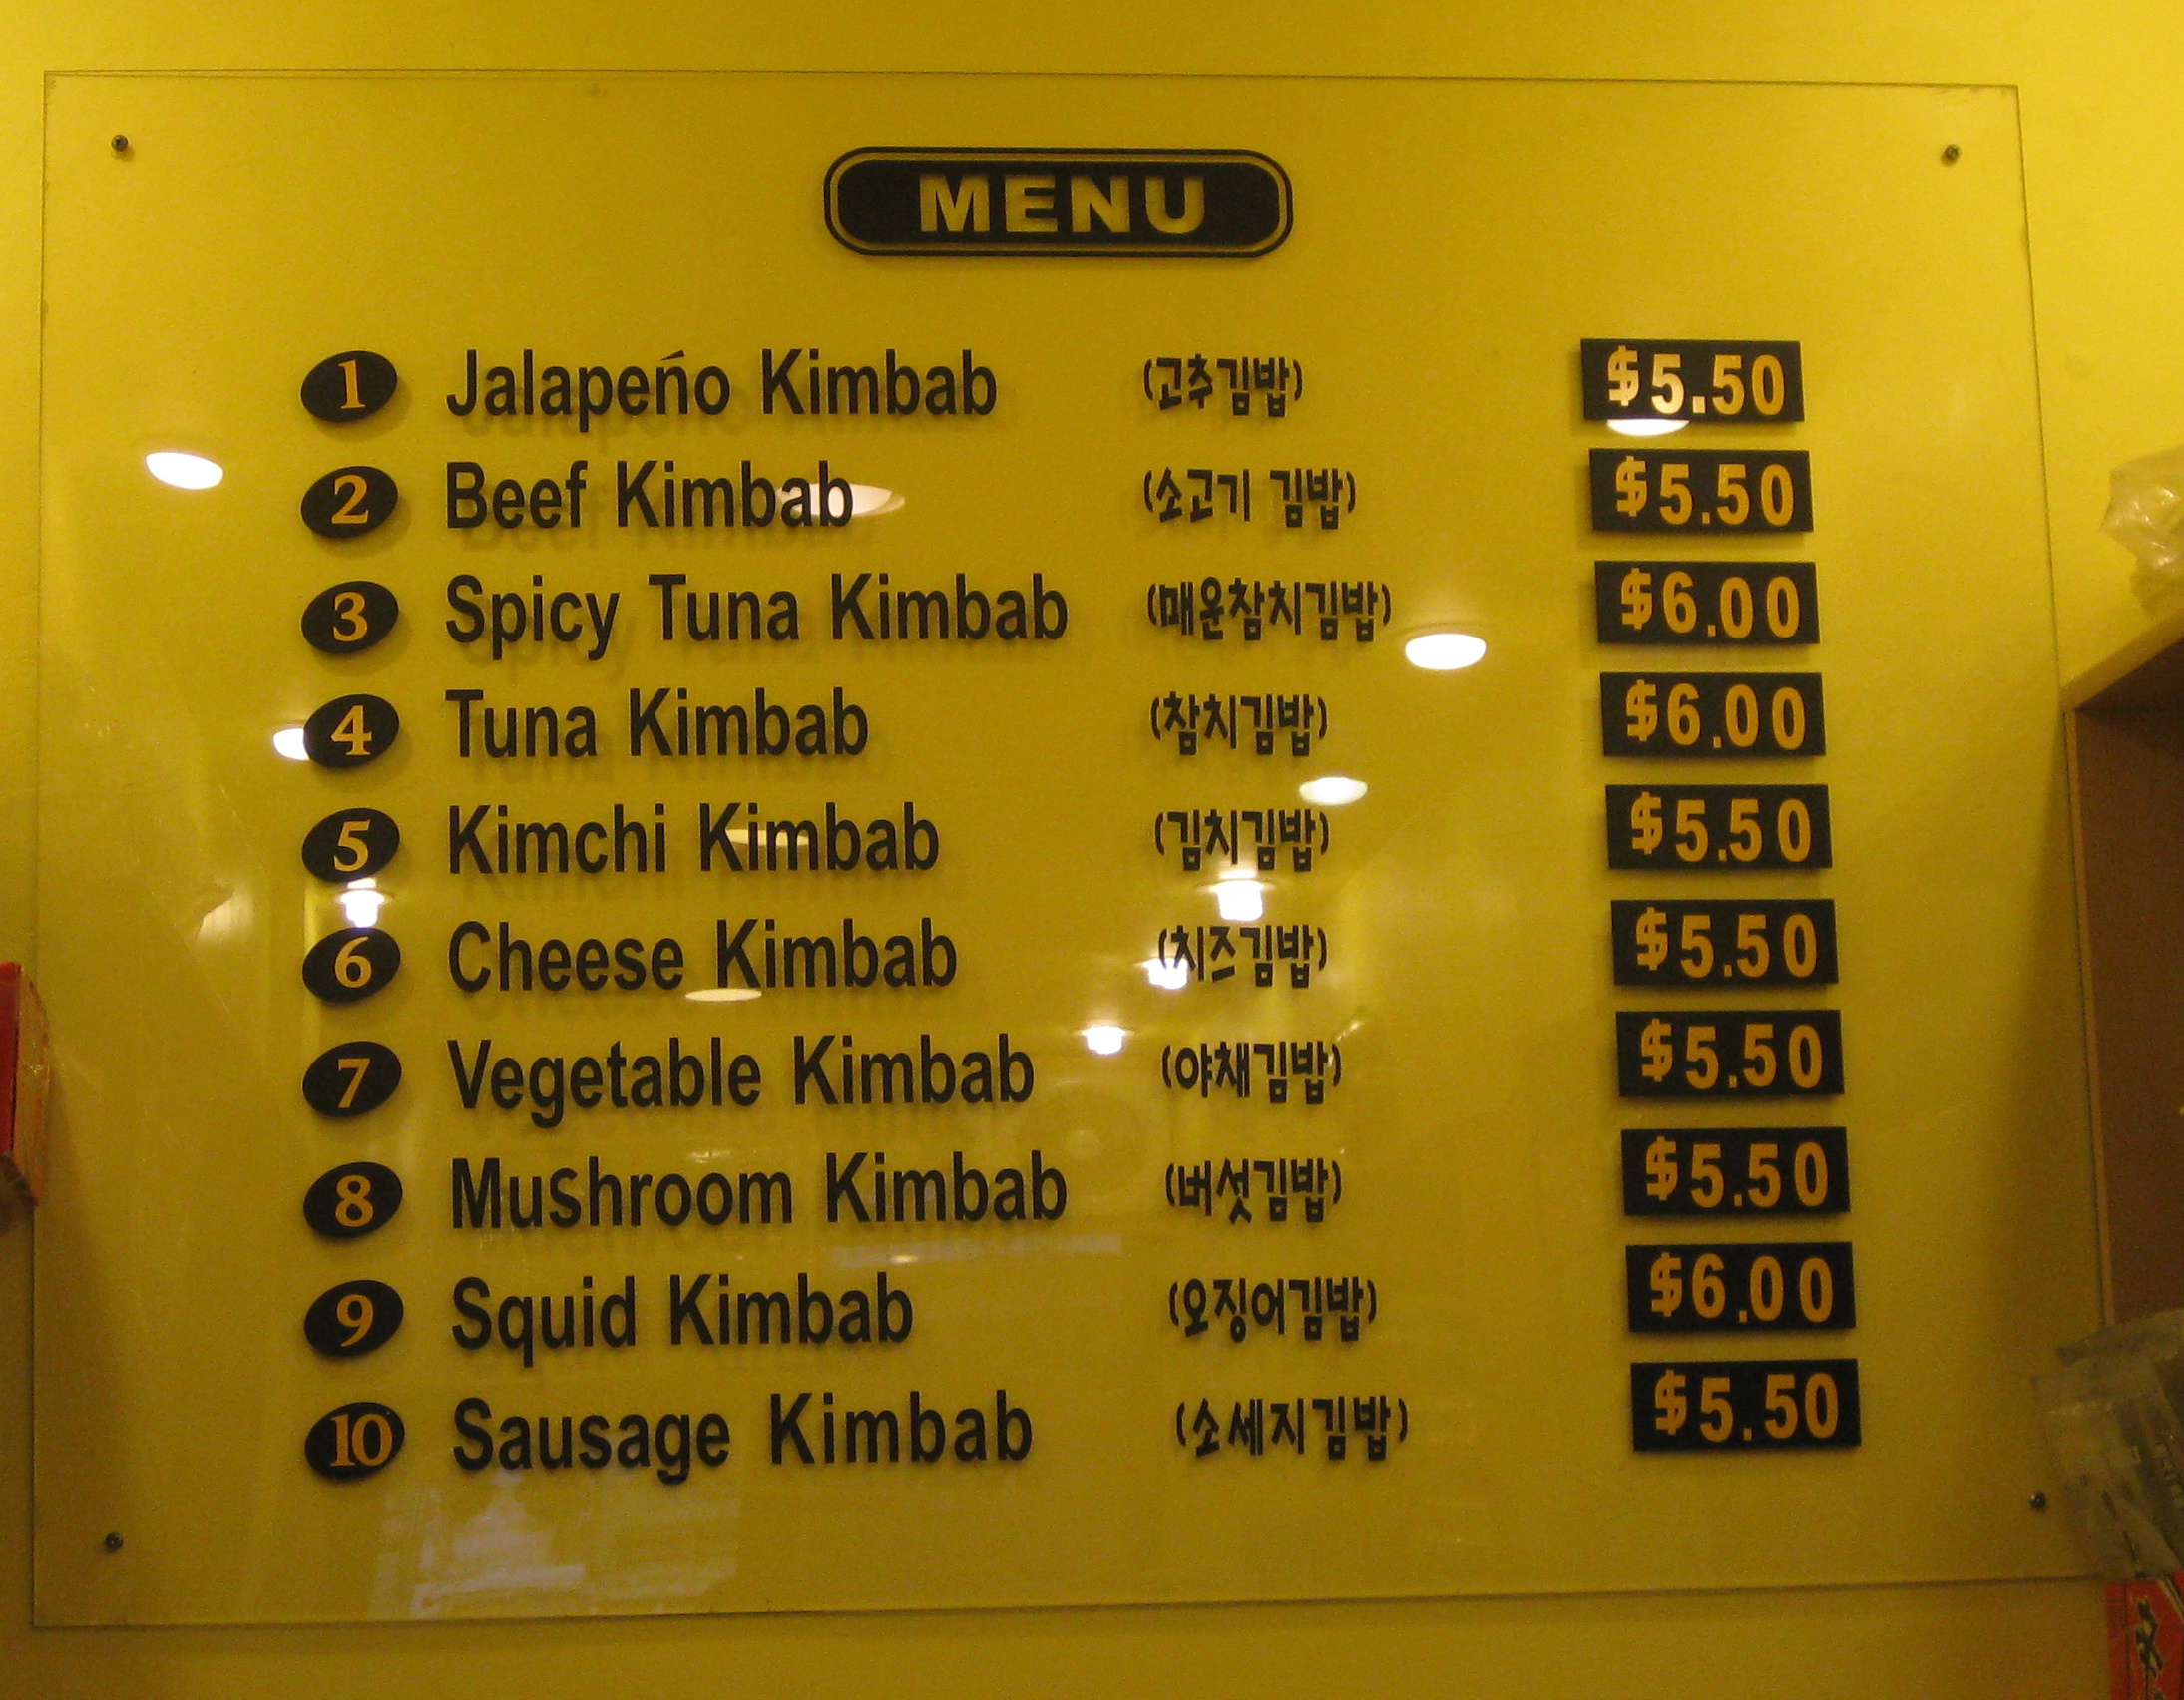 MENU
1 Jalapeńo Kimbab (고추김밥) $5.50
2 Beef Kimbab (소고기 김밥) $5.50
3 Spicy Tuna Kimbab (매운참치김밥) $6.00
4 Tuna Kimbab (참치김밥) $6.00
5 Kimchi Kimbab (김치김밥) $5.50
6 Cheese Kimbab (치즈김밥) $5.50
7 Vegetable Kimbab (야채김밥) $5.50
8 Mushroom Kimbab (버섯김밥) $5.50
9 Squid Kimbab (오징어김밥) $6.00
10 Sausage Kimbab (소세지김밥) $5.50